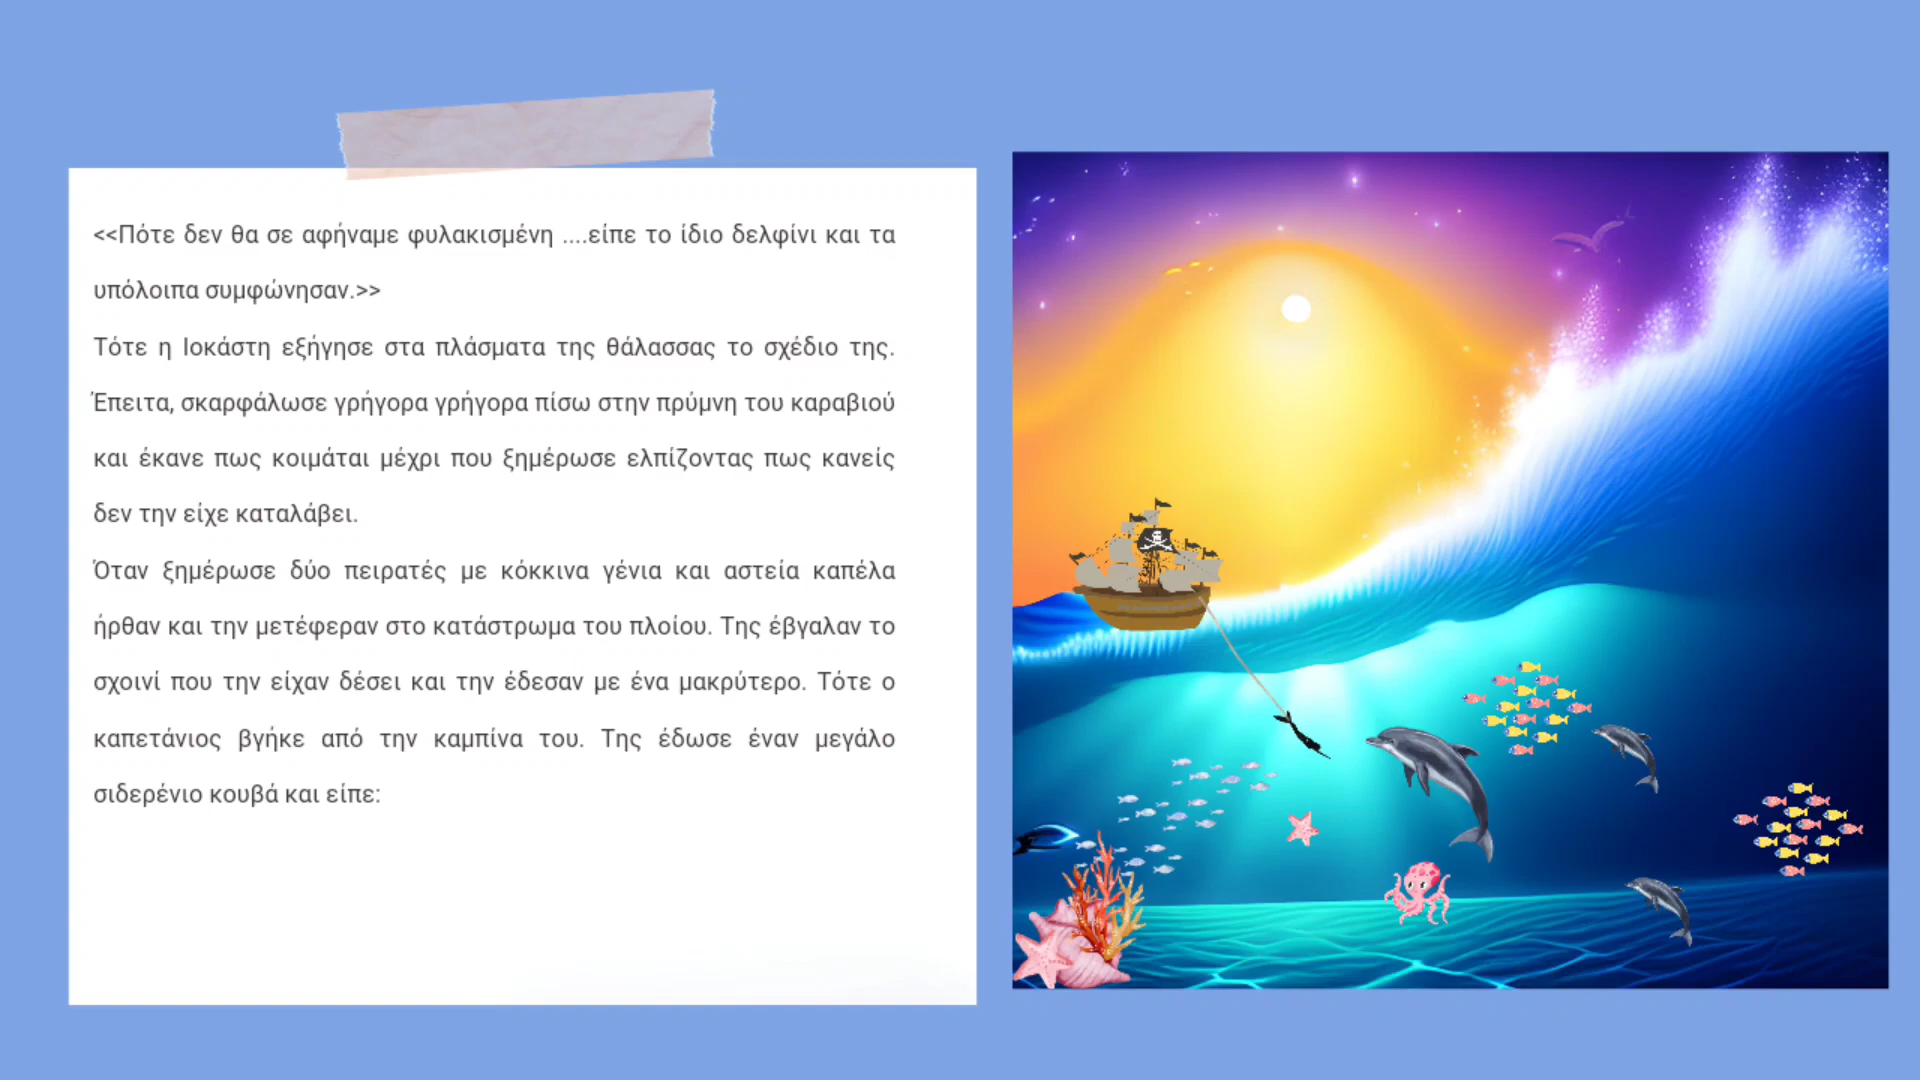 <<Πότε δεν θα σε αφήναμε φυλακισμένη ....είπε το ίδιο δελφίνι και τα
υπόλοιπα συμφώνησαν.>>
Τότε η Ιοκάστη εξήγησε στα πλάσματα της θάλασσας το σχέδιο της.
Έπειτα, σκαρφάλωσε γρήγορα γρήγορα πίσω στην πρύμνη του καραβιού
και έκανε πως κοιμάται μέχρι που ξημέρωσε ελπίζοντας πως κανείς
δεν την είχε καταλάβει.
Όταν ξημέρωσε δύο πειρατές με κόκκινα γένια και αστεία καπέλα
ήρθαν και την μετέφεραν στο κατάστρωμα του πλοίου. Της έβγαλαν το
σχοινί που την είχαν δέσει και την έδεσαν με ένα μακρύτερο. Τότε ο
καπετάνιος βγήκε από την καμπίνα του. Της έδωσε έναν μεγάλο
σιδερένιο κουβά και είπε: